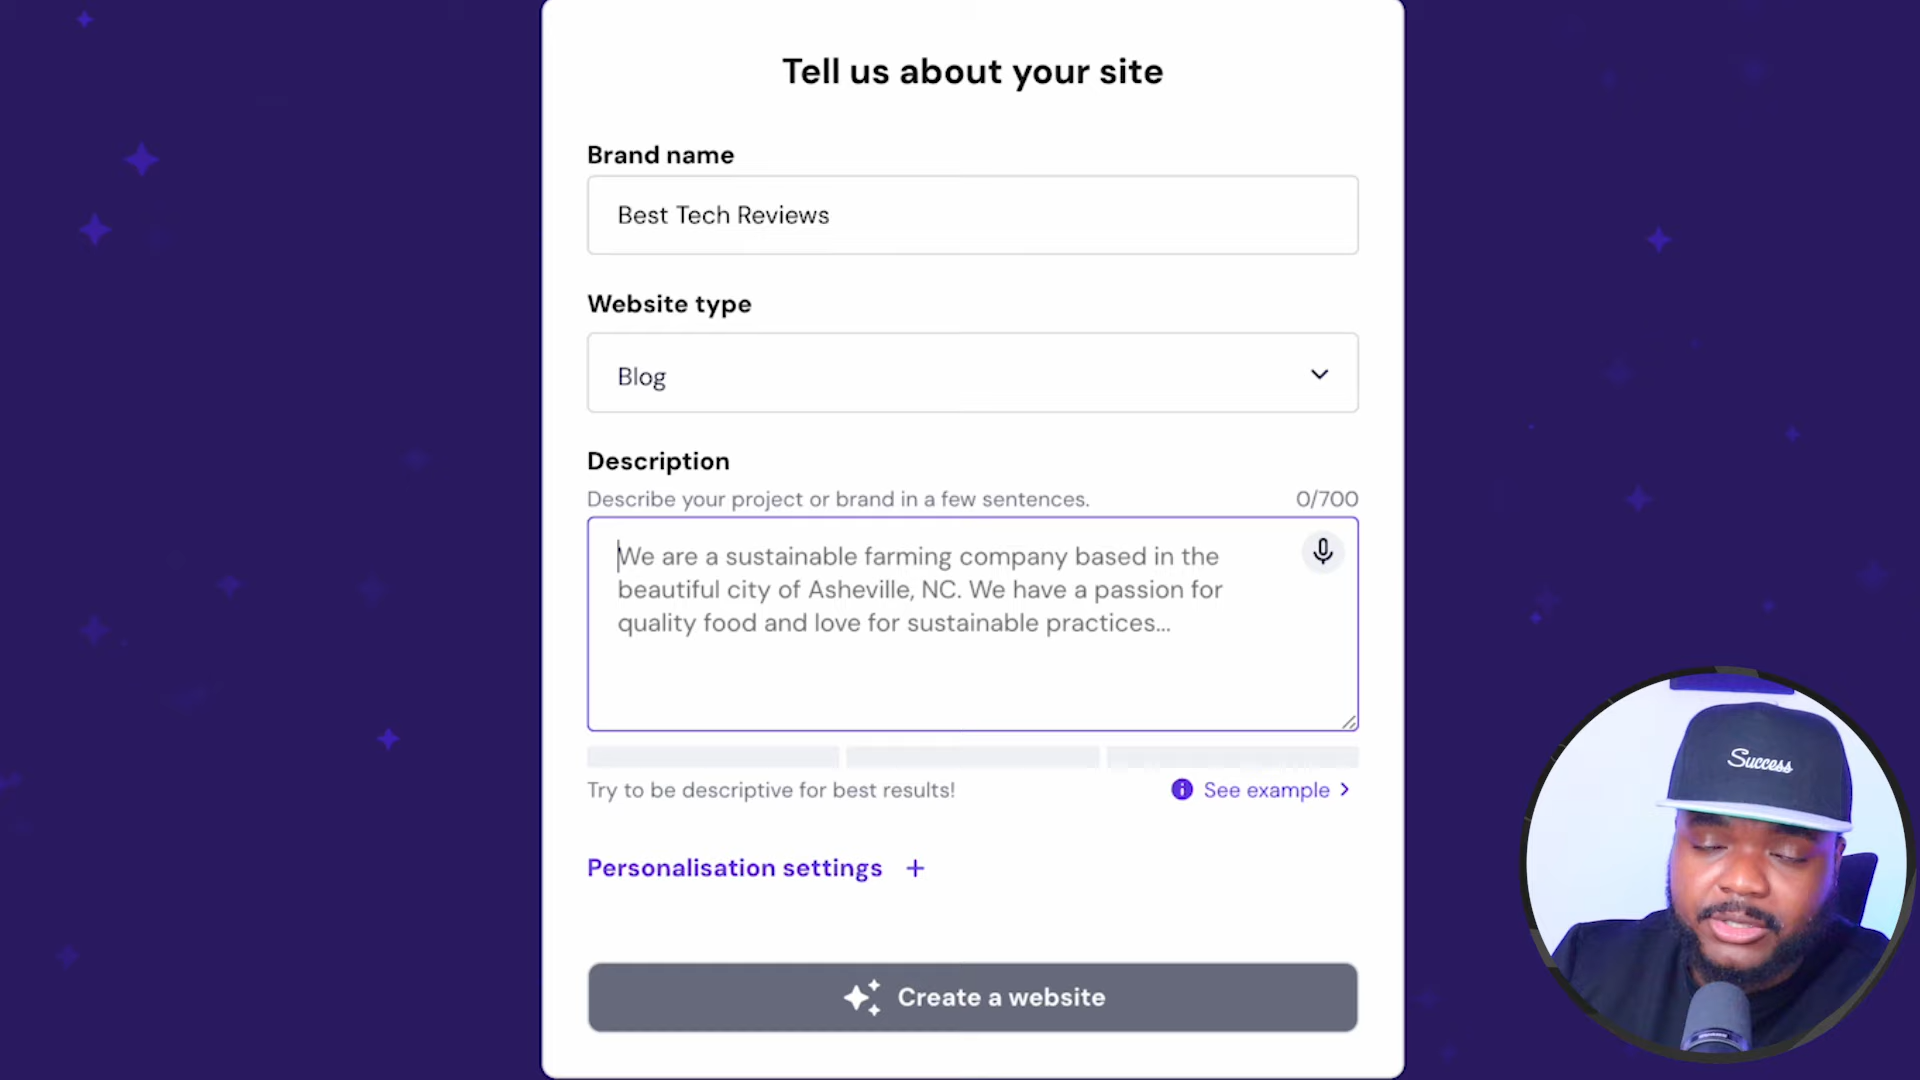 Tell us about your site
Brand name
Best Tech Reviews
Website type
Blog
Description
Describe your project or brand in a few sentences. 0/700
We are a sustainable farming company based in the
beautiful city of Asheville, NC. We have a passion for
quality food and love for sustainable practices...
Try to be descriptive for best results! See example
Personalisation settings +
Create a website
Success